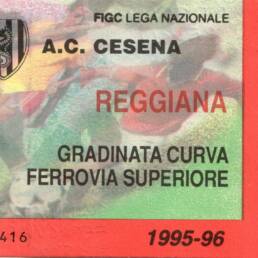 FIGC LEGA NAZIONALE
A.C. CESENA
REGGIANA
GRADINATA CURVA
FERROVIA SUPERIORE
416 1995-96